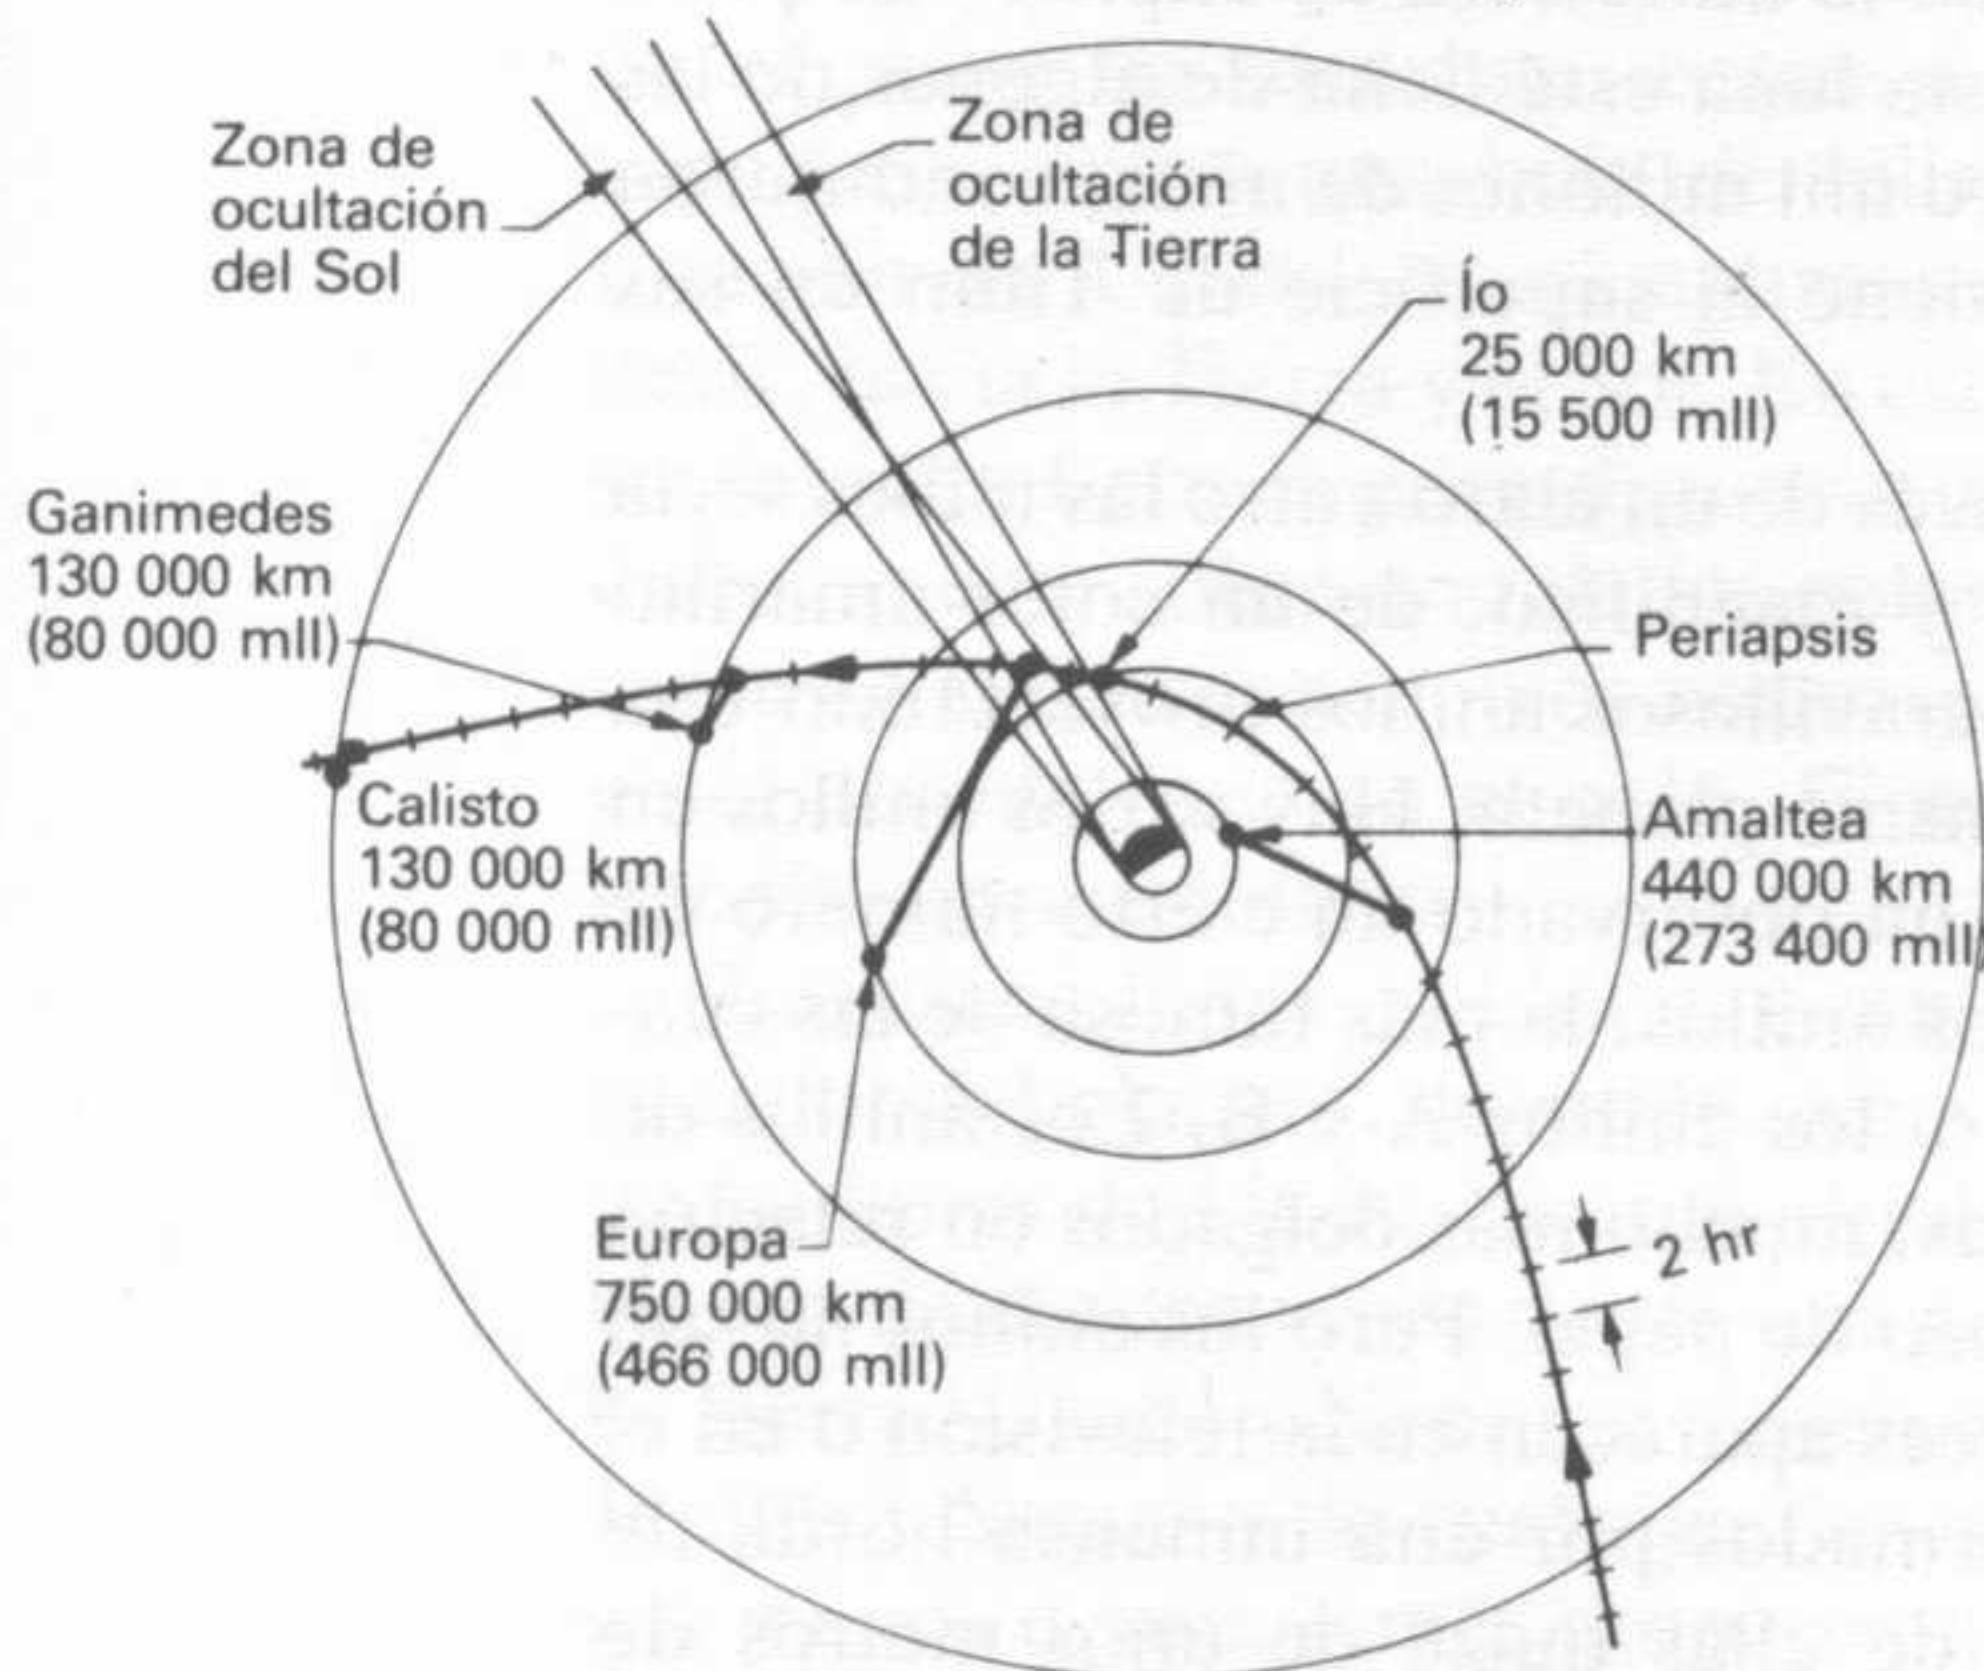 Zona de
ocultación
del Sol
Zona de
ocultación
de la Tierra
Ío
25 000 km
(15 500 mll)
Ganimedes
130 000 km
(80 000 mll)
Periapsis
Calisto
130 000 km
(80 000 mll)
Amaltea
440 000 km
(273 400 mll)
Europa
750 000 km
(466 000 mll)
2 hr